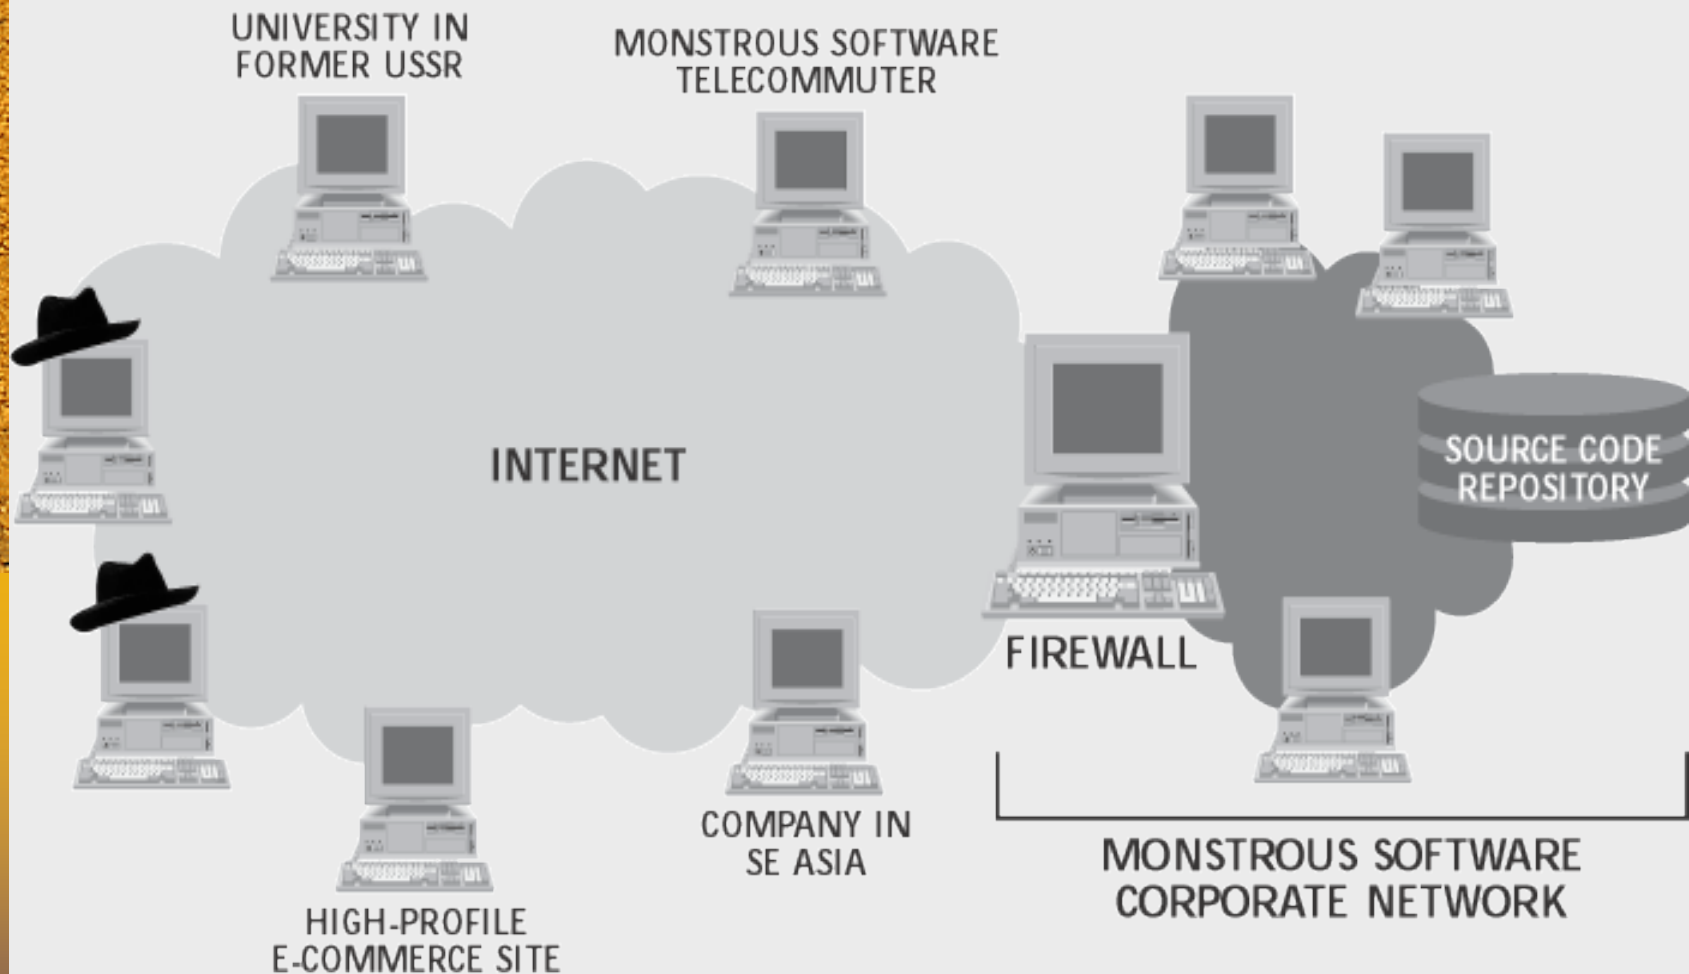 UNIVERSITY IN
FORMER USSR
MONSTROUS SOFTWARE
TELECOMMUTER
INTERNET
SOURCE CODE
REPOSITORY
FIREWALL
COMPANY IN
SE ASIA
MONSTROUS SOFTWARE
CORPORATE NETWORK
HIGH-PROFILE
E-COMMERCE SITE